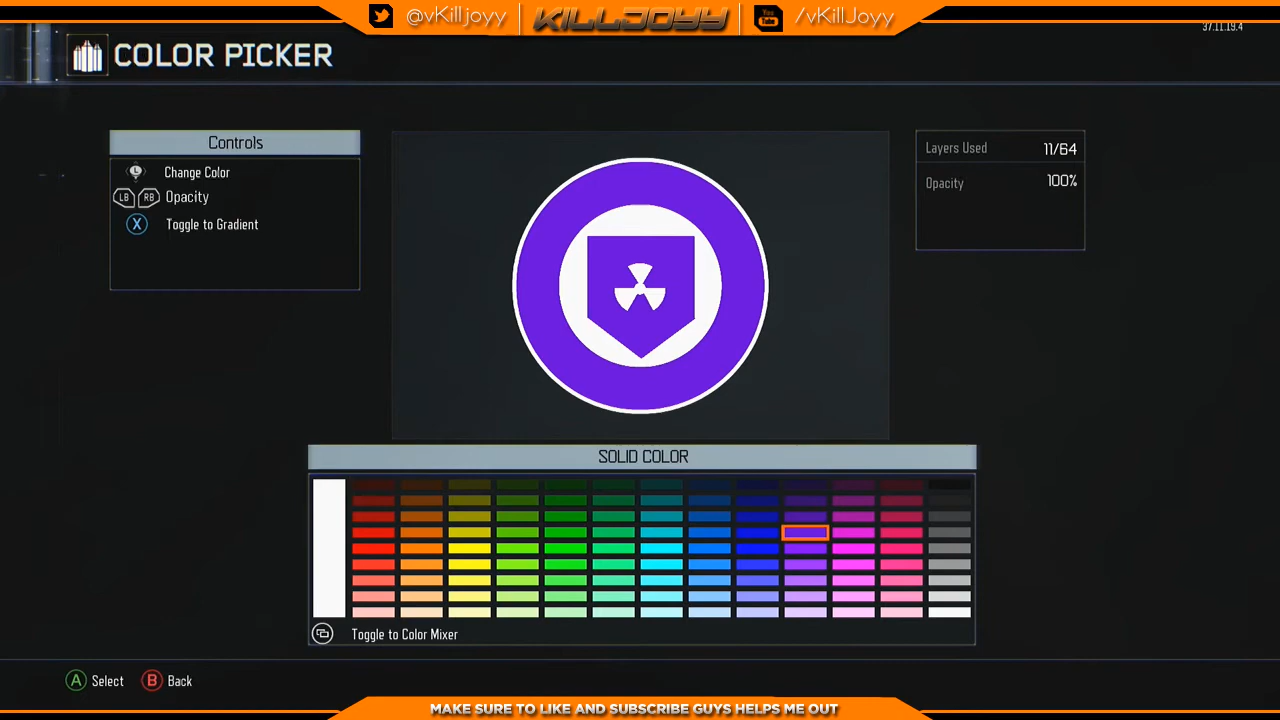 @vKilljoyy
KILLJOYY
You Tube
/vKillJoyy
37.11.19.4
COLOR PICKER
Controls
L Change Color
LB RB Opacity
X Toggle to Gradient
Layers Used 11/64
Opacity 100%
SOLID COLOR
Toggle to Color Mixer
A Select B Back
MAKE SURE TO LIKE AND SUBSCRIBE GUYS HELPS ME OUT